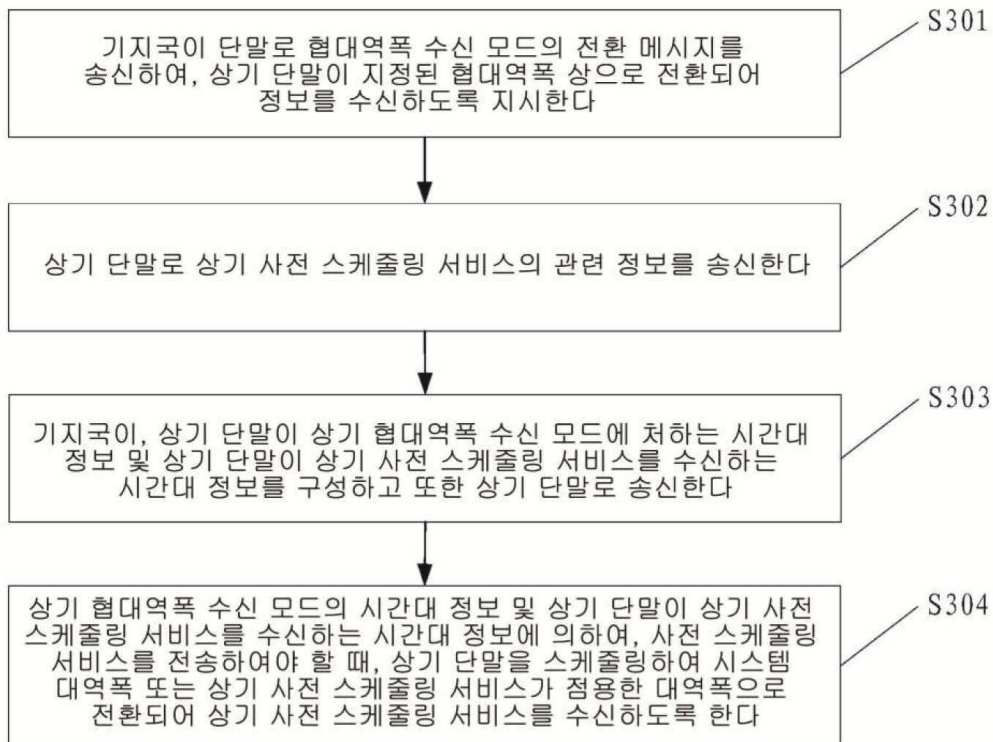 기지국이 단말로 협대역폭 수신 모드의 전환 메시지를
송신하여, 상기 단말이 지정된 협대역폭 상으로 전환되어
정보를 수신하도록 지시한다
S301
상기 단말로 상기 사전 스케줄링 서비스의 관련 정보를 송신한다
S302
기지국이, 상기 단말이 상기 협대역폭 수신 모드에 처하는 시간대
정보 및 상기 단말이 상기 사전 스케줄링 서비스를 수신하는
시간대 정보를 구성하고 또한 상기 단말로 송신한다
S303
상기 협대역폭 수신 모드의 시간대 정보 및 상기 단말이 상기 사전
스케줄링 서비스를 수신하는 시간대 정보에 의하여, 사전 스케줄링
서비스를 전송하여야 할 때, 상기 단말을 스케줄링하여 시스템
대역폭 또는 상기 사전 스케줄링 서비스가 점용한 대역폭으로
전환되어 상기 사전 스케줄링 서비스를 수신하도록 한다
S304